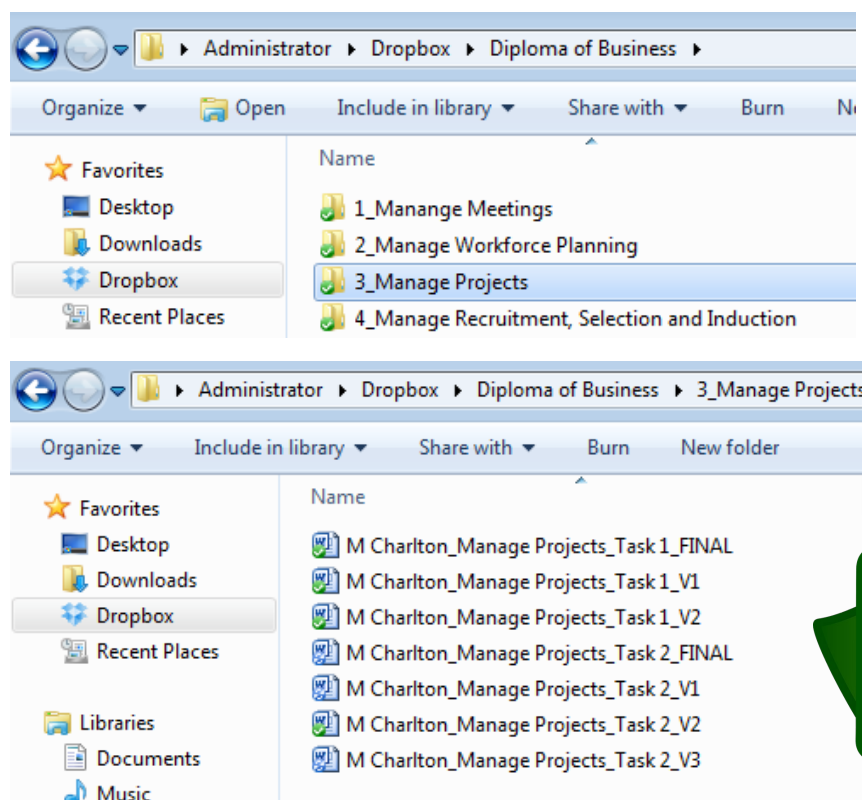 Administrator ▸ Dropbox ▸ Diploma of Business ▸
Organize Open Include in library Share with Burn
Name
Favorites
Desktop
Downloads
Dropbox
Recent Places
1_Manange Meetings
2_Manage Workforce Planning
3_Manage Projects
4_Manage Recruitment, Selection and Induction
Administrator ▸ Dropbox ▸ Diploma of Business ▸ 3_Manage Projects
Organize Include in library Share with Burn New folder
Name
Favorites
Desktop
Downloads
Dropbox
Recent Places
Libraries
Documents
Music
M Charlton_Manage Projects_Task 1_FINAL
M Charlton_Manage Projects_Task 1_V1
M Charlton_Manage Projects_Task 1_V2
M Charlton_Manage Projects_Task 2_FINAL
M Charlton_Manage Projects_Task 2_V1
M Charlton_Manage Projects_Task 2_V2
M Charlton_Manage Projects_Task 2_V3